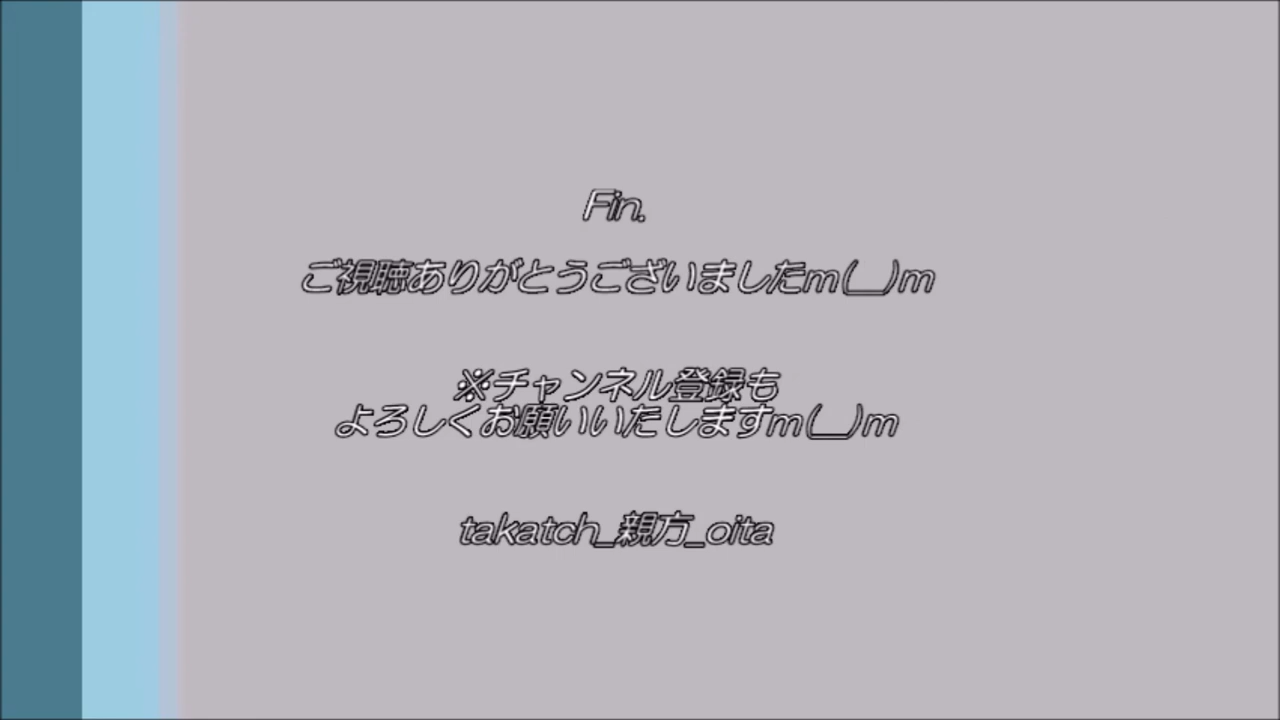 Fin.
ご視聴ありがとうございましたm(__)m
※チャンネル登録も
よろしくお願いいたしますm(__)m
takatch_親方_oita